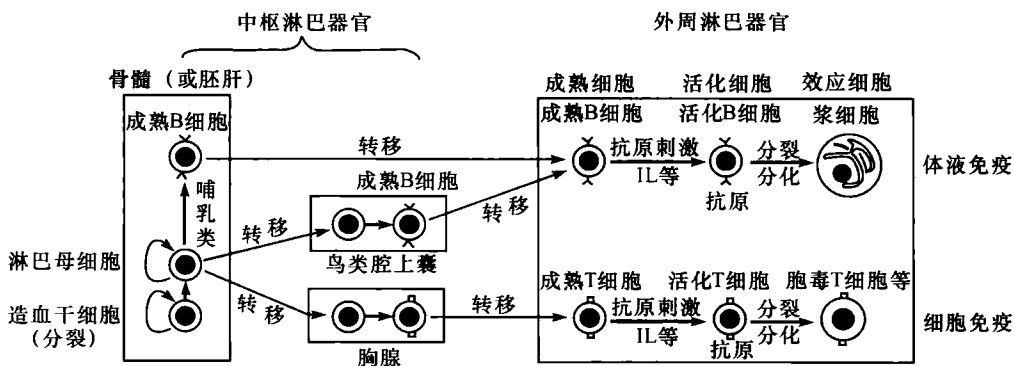 中枢淋巴器官
外周淋巴器官
骨髓（或胚肝）
成熟细胞
活化细胞
效应细胞
成熟B细胞
成熟B细胞
活化B细胞
浆细胞
转移
抗原刺激
IL等
分裂
分化
抗原
体液免疫
哺乳类
成熟B细胞
转移
转移
鸟类腔上囊
淋巴母细胞
造血干细胞
(分裂)
转移
转移
胸腺
成熟T细胞
活化T细胞
胞毒T细胞等
抗原刺激
IL等
分裂
分化
抗原
细胞免疫